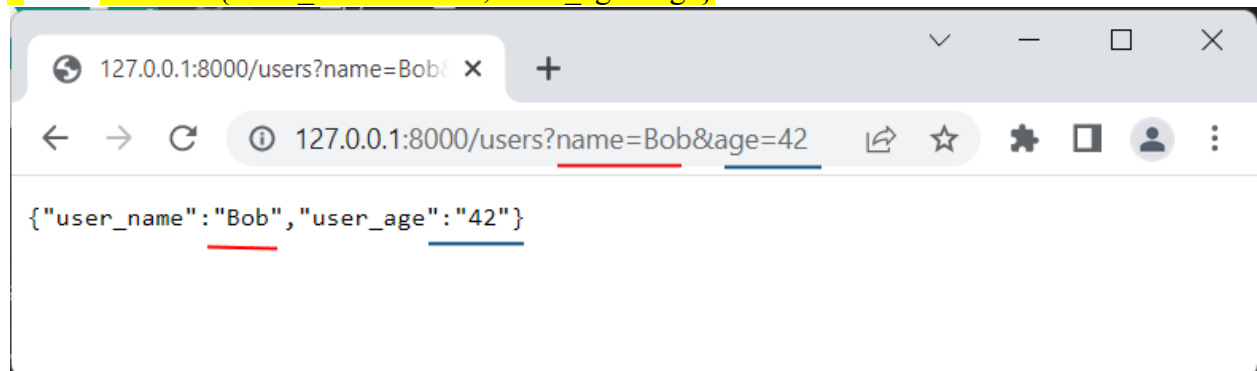 127.0.0.1:8000/users?name=Bob
127.0.0.1:8000/users?name=Bob&age=42
{"user_name":"Bob","user_age":"42"}